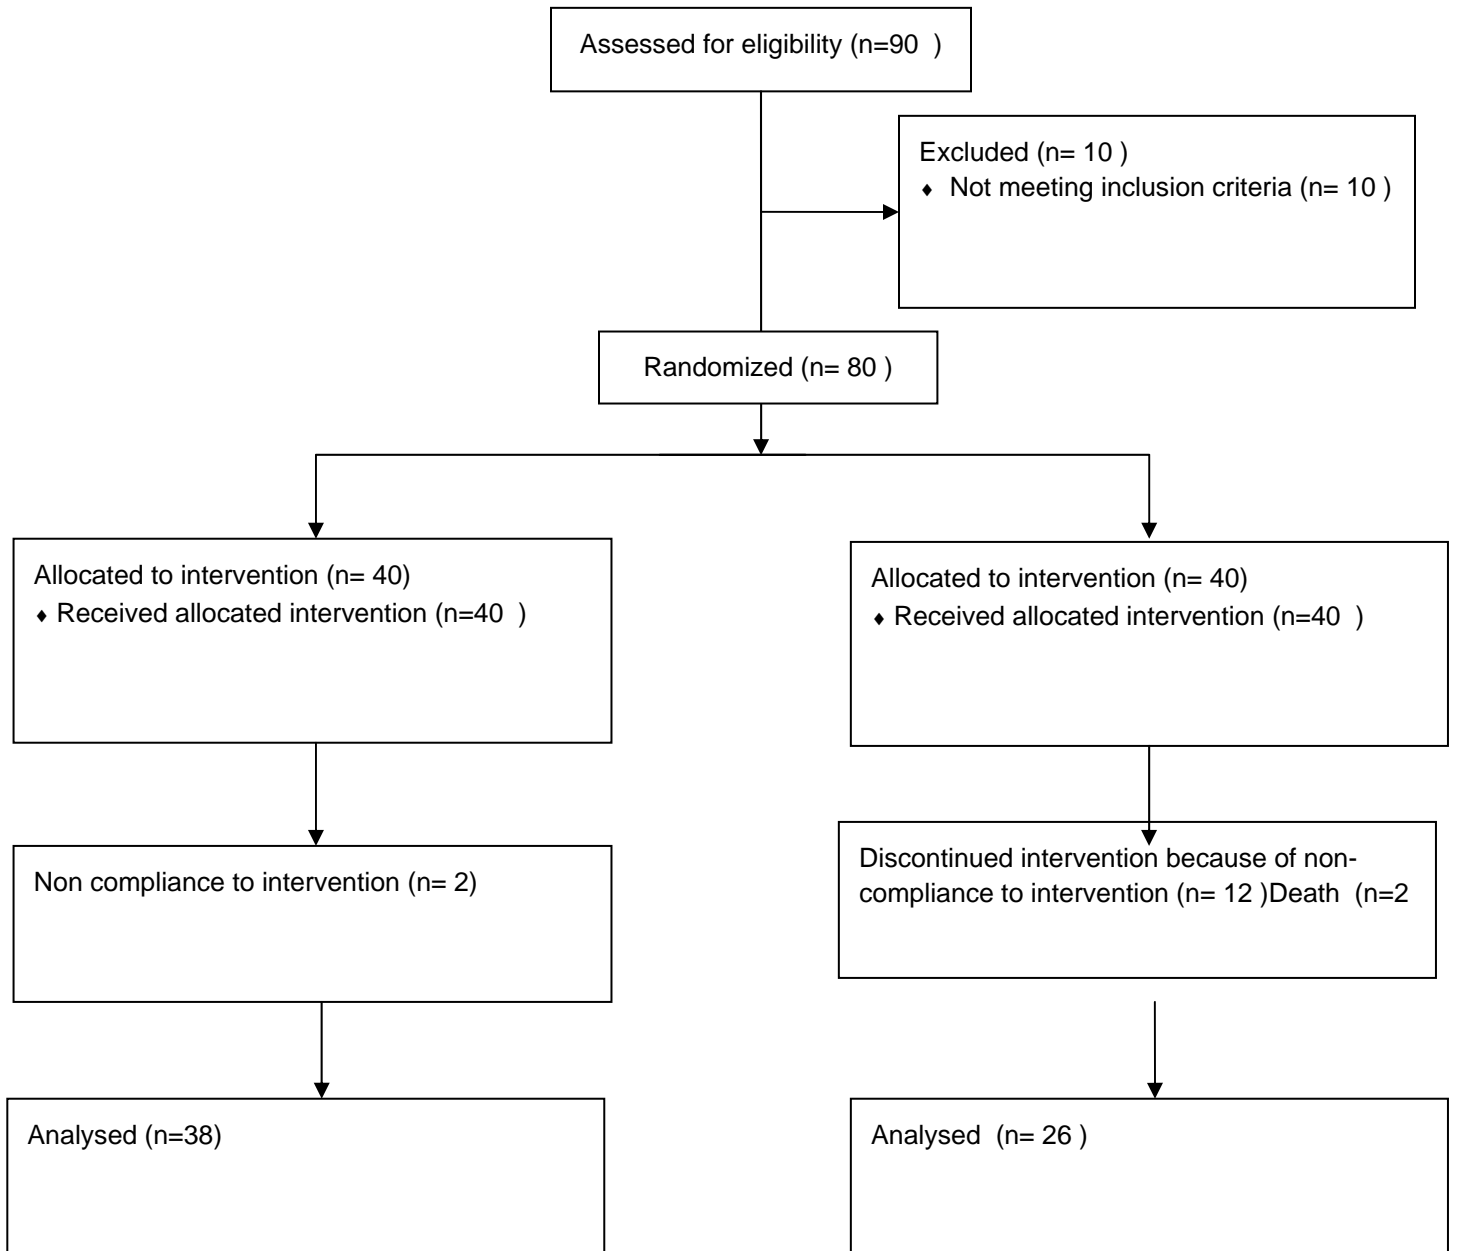 Assessed for eligibility (n=90  )
Excluded (n= 10 )
♦ Not meeting inclusion criteria (n= 10 )
Randomized (n= 80 )
Allocated to intervention (n= 40)
♦ Received allocated intervention (n=40  )
Allocated to intervention (n= 40)
♦ Received allocated intervention (n=40  )
Non compliance to intervention (n= 2)
Discontinued intervention because of non-
compliance to intervention (n= 12 )Death  (n=2
Analysed (n=38)
Analysed  (n= 26 )